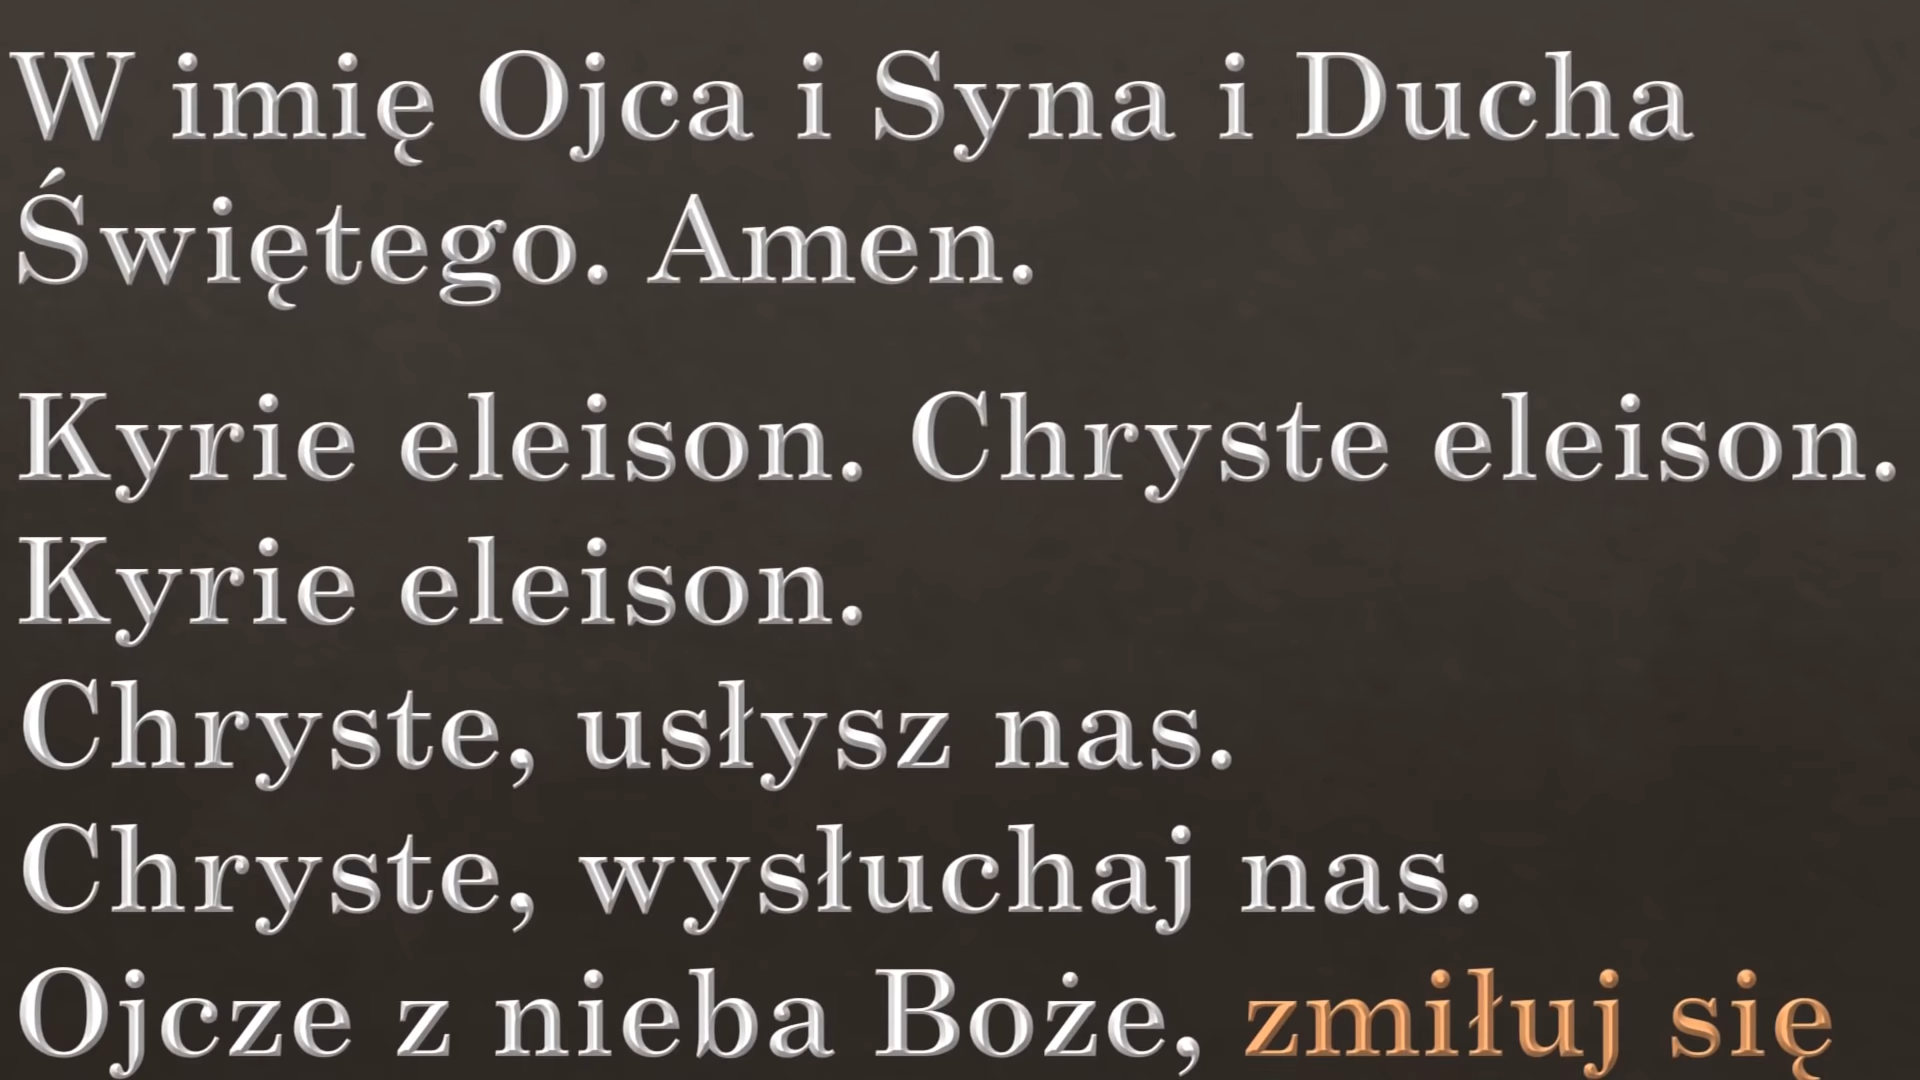 W imię Ojca i Syna i Ducha
Świętego. Amen.
Kyrie eleison. Chryste eleison.
Kyrie eleison.
Chryste, usłysz nas.
Chryste, wysłuchaj nas.
Ojcze z nieba Boże, zmiłuj się